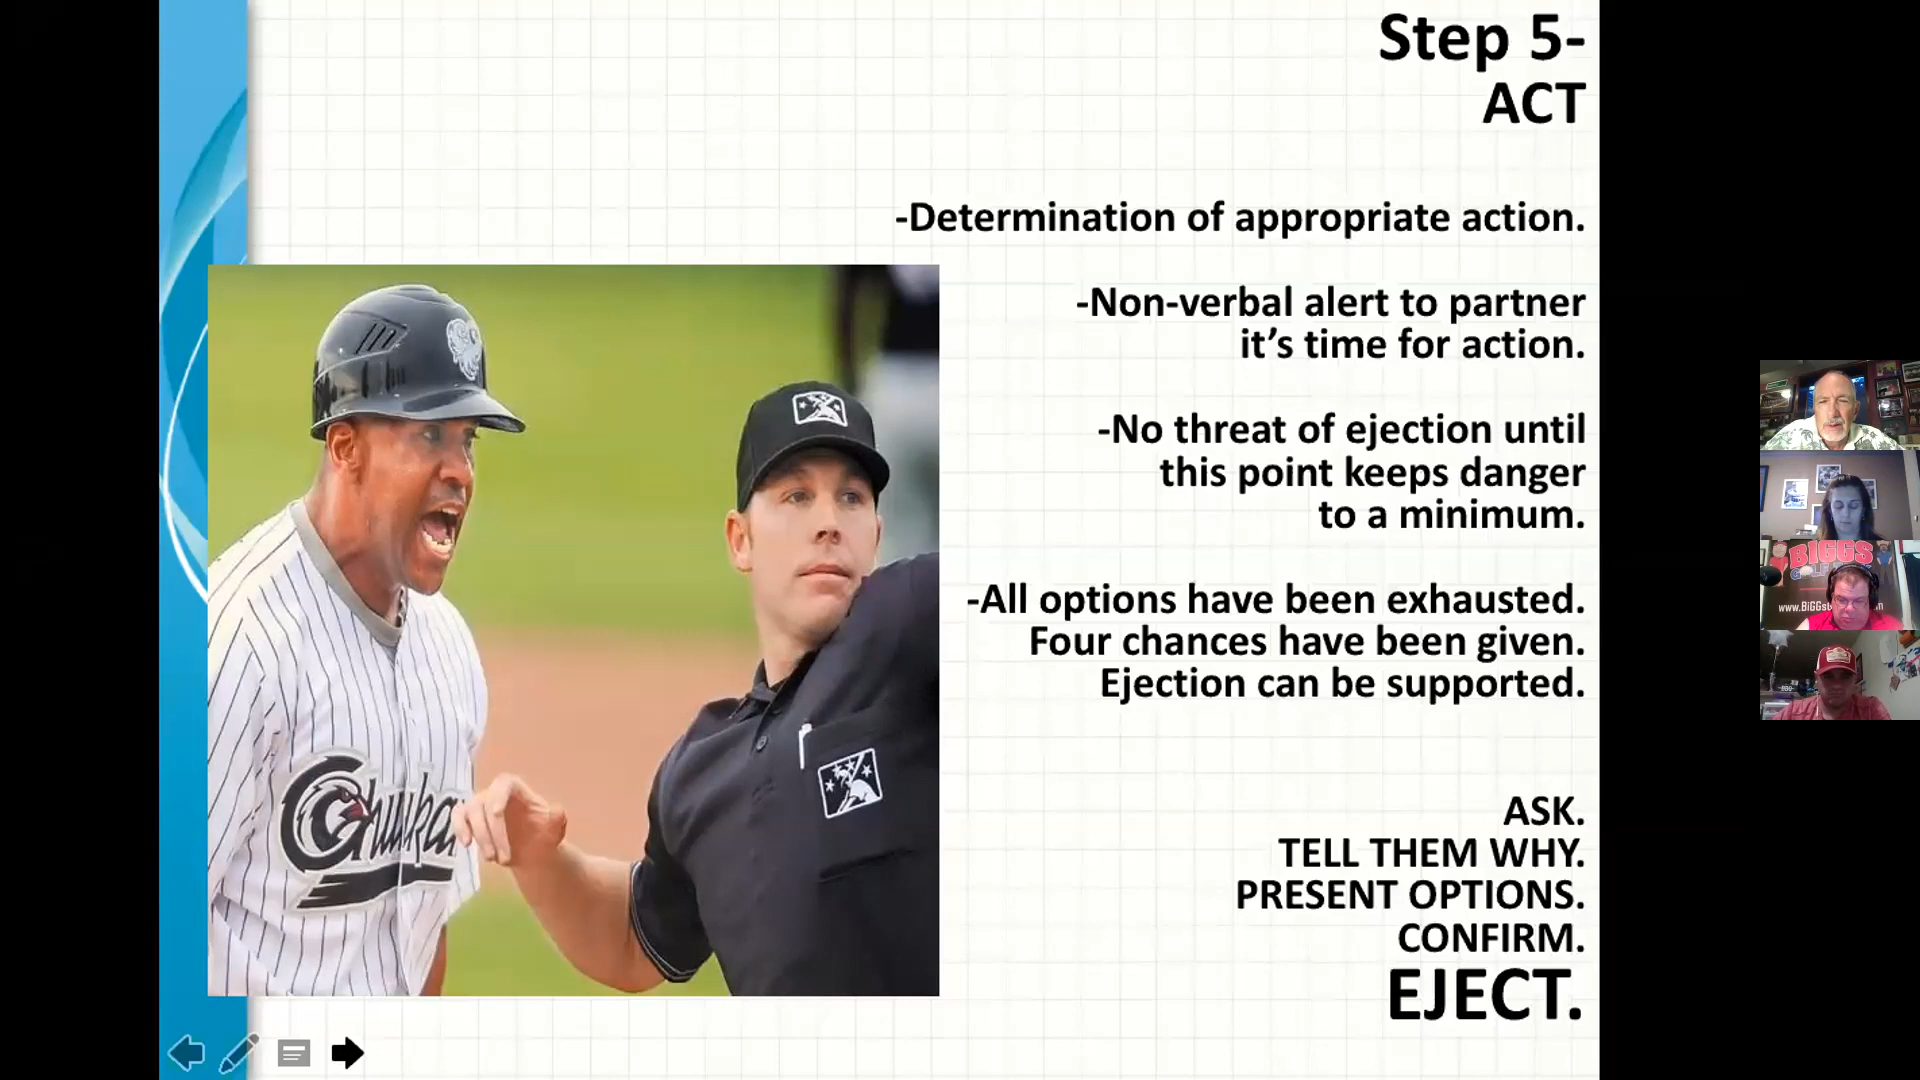 Step 5-
ACT
-Determination of appropriate action.
-Non-verbal alert to partner
it’s time for action.
-No threat of ejection until
this point keeps danger
to a minimum.
-All options have been exhausted.
Four chances have been given.
Ejection can be supported.
ASK.
TELL THEM WHY.
PRESENT OPTIONS.
CONFIRM.
EJECT.
BIGGS